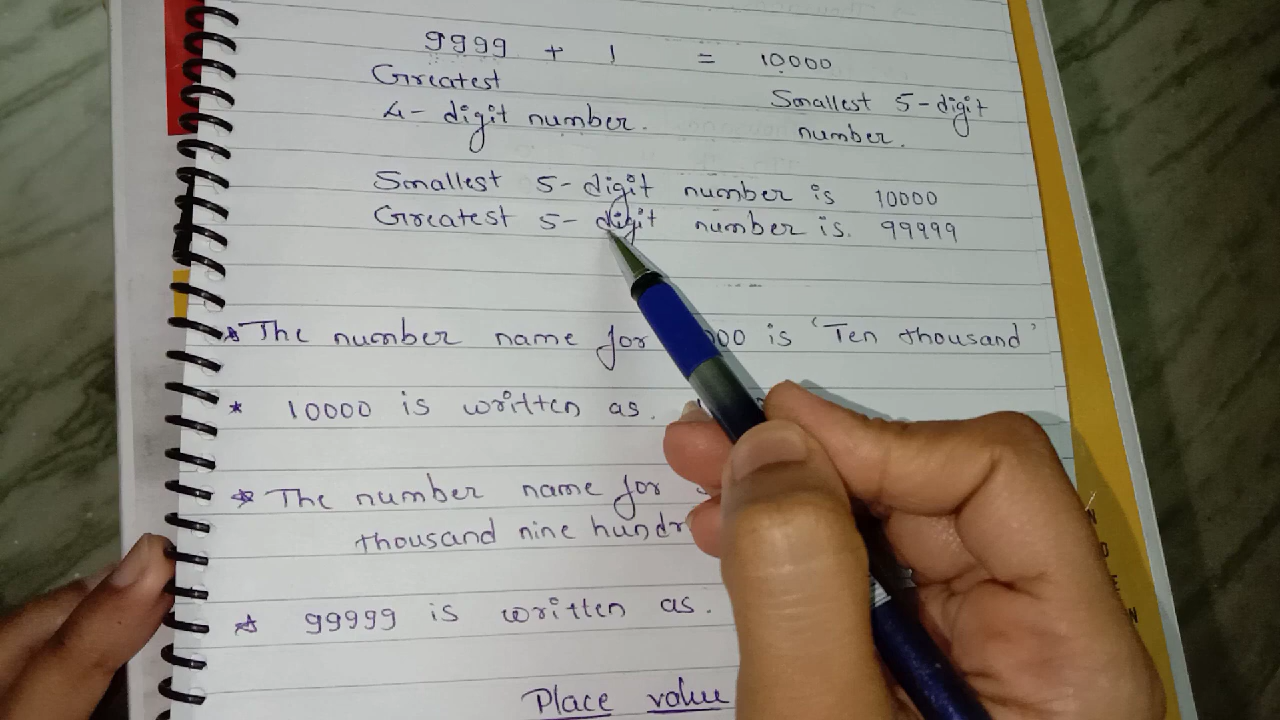 9999 + 1 = 10000
Greatest
4- digit number.
Smallest 5-digit
number.
Smallest 5-digit number is 10000
Greatest 5-digit number is. 99999
The number name for 000 is 'Ten thousand'
* 10000 is written as.
* The number name for
thousand nine
* 99999 is written as.
Place value